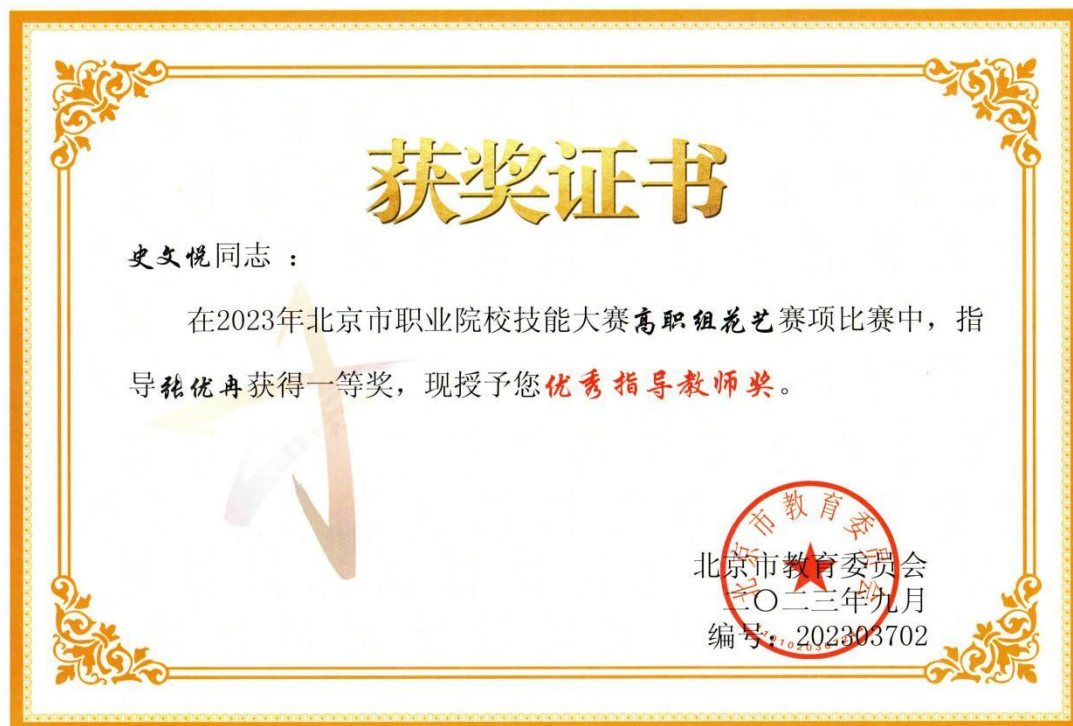 获奖证书
史文悦同志：
在2023年北京市职业院校技能大赛高职组花艺赛项比赛中，指
导张优冉获得一等奖，现授予您优秀指导教师奖。
北京市教育委员会
北京市教育委员会
二〇二三年九月
编号：202303702